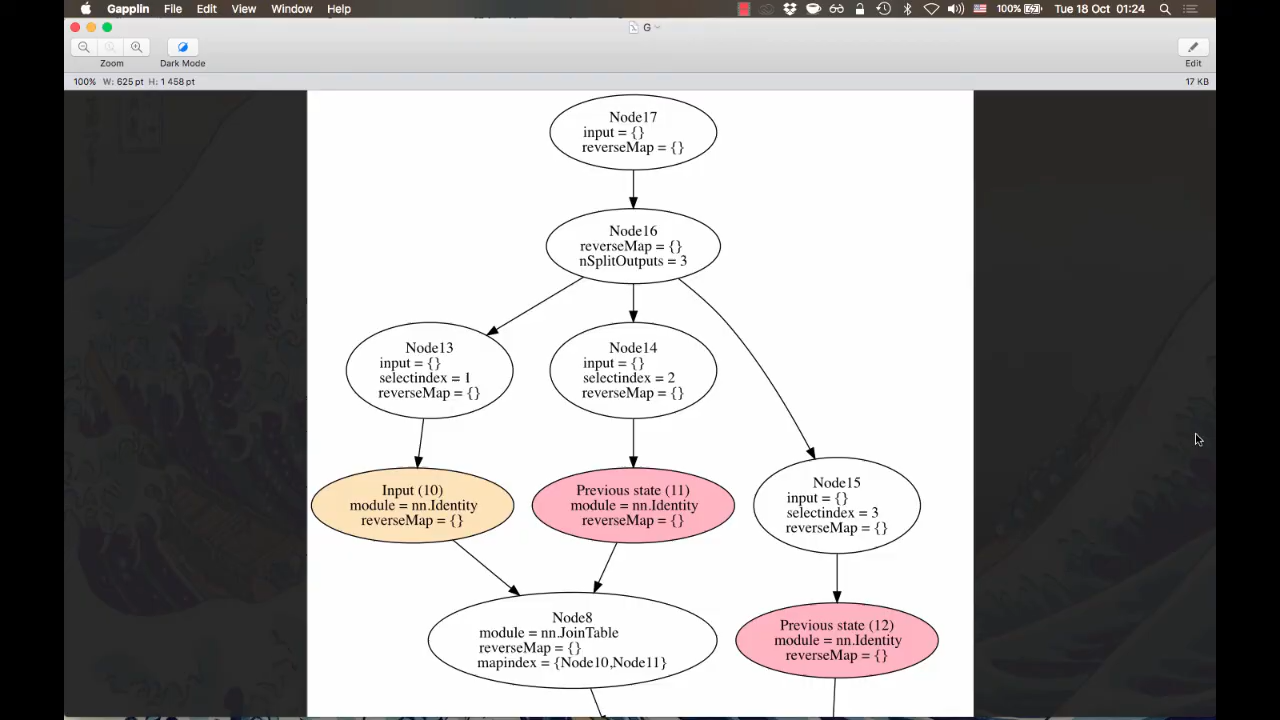 Gapplin File Edit View Window Help 100% Tue 18 Oct 01:24
G
Zoom Dark Mode Edit
100% W: 625 pt H: 1 458 pt 17 KB
Node17
input = {}
reverseMap = {}
Node16
reverseMap = {}
nSplitOutputs = 3
Node13
input = {}
selectindex = 1
reverseMap = {}
Node14
input = {}
selectindex = 2
reverseMap = {}
Input (10)
module = nn.Identity
reverseMap = {}
Previous state (11)
module = nn.Identity
reverseMap = {}
Node15
input = {}
selectindex = 3
reverseMap = {}
Node8
module = nn.JoinTable
reverseMap = {}
mapindex = {Node10,Node11}
Previous state (12)
module = nn.Identity
reverseMap = {}